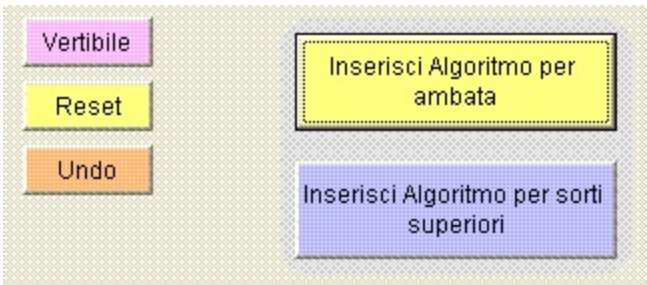 Vertibile
Reset
Undo
Inserisci Algoritmo per
ambata
Inserisci Algoritmo per sorti
superiori